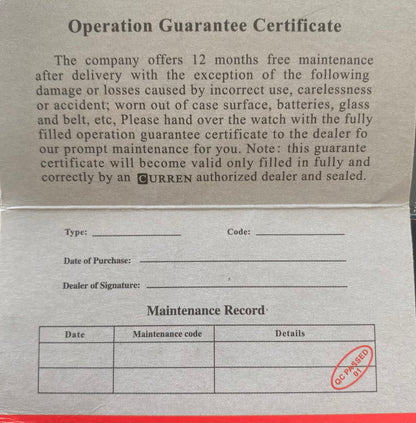 Operation Guarantee Certificate
The company offers 12 months free maintenance
after delivery with the exception of the following
damage or losses caused by incorrect use, carelessness
or accident; worn out of case surface, batteries, glass
and belt, etc, Please hand over the watch with the fully
filled operation guarantee certificate to the dealer fo
our prompt maintenance for you. Note: this guarante
certificate will become valid only filled in fully and
correctly by an CURREN authorized dealer and sealed.
Type: Code:
Date of Purchase:
Dealer of Signature:
Maintenance Record
Date Maintenance code Details
QC PASSED
01